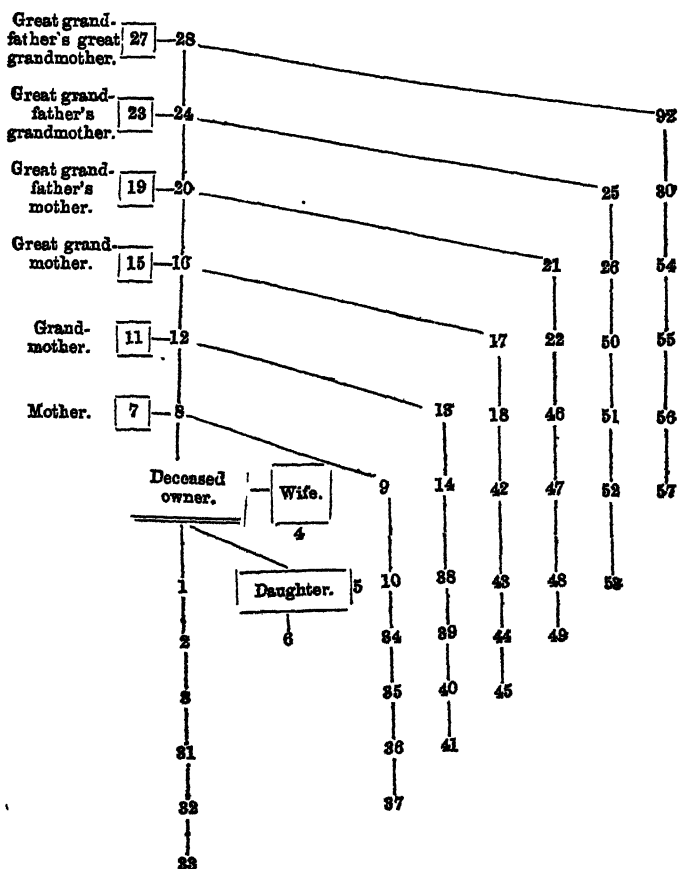 Great grand-
father's great 27 28
grandmother.
Great grand-
father's 23 24 92
grandmother.
Great grand-
father's 19 20 25 30
mother.
Great grand
mother. 15 16 21 26 54
Grand-
mother. 11 12 17 22 50 55
Mother. 7 8 13 18 46 51 56
Deceased
owner. Wife. 9 14 42 47 52 57
4
1 Daughter. 5 10 38 43 48 53
2 6 34 39 44 49
3 35 40 45
31 36 41
32 37
33